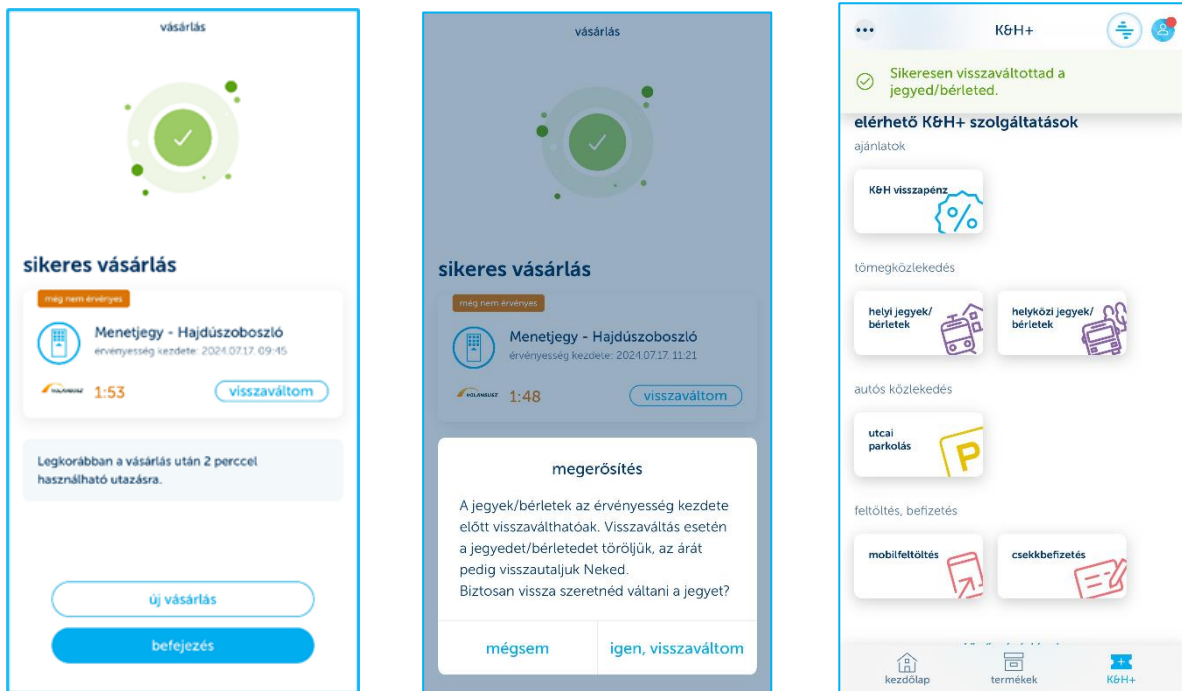 vásárlás
sikeres vásárlás
még nem érvényes
Menetjegy - Hajdúszoboszló
érvényesség kezdete: 2024.07.17. 09:45
VOLÁNBUSZ 1:53 visszaváltom
Legkorábban a vásárlás után 2 perccel
használható utazásra.
új vásárlás
befejezés
vásárlás
sikeres vásárlás
még nem érvényes
Menetjegy - Hajdúszoboszló
érvényesség kezdete: 2024.07.17. 11:21
VOLÁNBUSZ 1:48 visszaváltom
megerősítés
A jegyek/bérletek az érvényesség kezdete
előtt visszaválthatóak. Visszaváltás esetén
a jegyedet/bérletedet töröljük, az árát
pedig visszautaljuk Neked.
Biztosan vissza szeretnéd váltani a jegyet?
mégsem igen, visszaváltom
K&H+
Sikeresen visszaváltottad a
jegyed/bérleted.
elérhető K&H+ szolgáltatások
ajánlatok
K&H visszapénz
tömegközlekedés
helyi jegyek/
bérletek
helyközi jegyek/
bérletek
autós közlekedés
utcai
parkolás
feltöltés, befizetés
mobilfeltöltés
csekkbefizetés
kezdőlap termékek K&H+